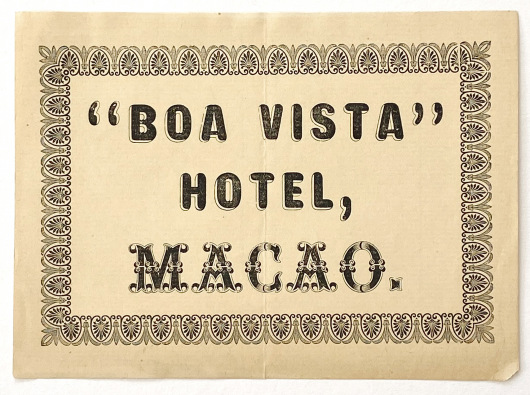 “BOA VISTA”
HOTEL,
MACAO.